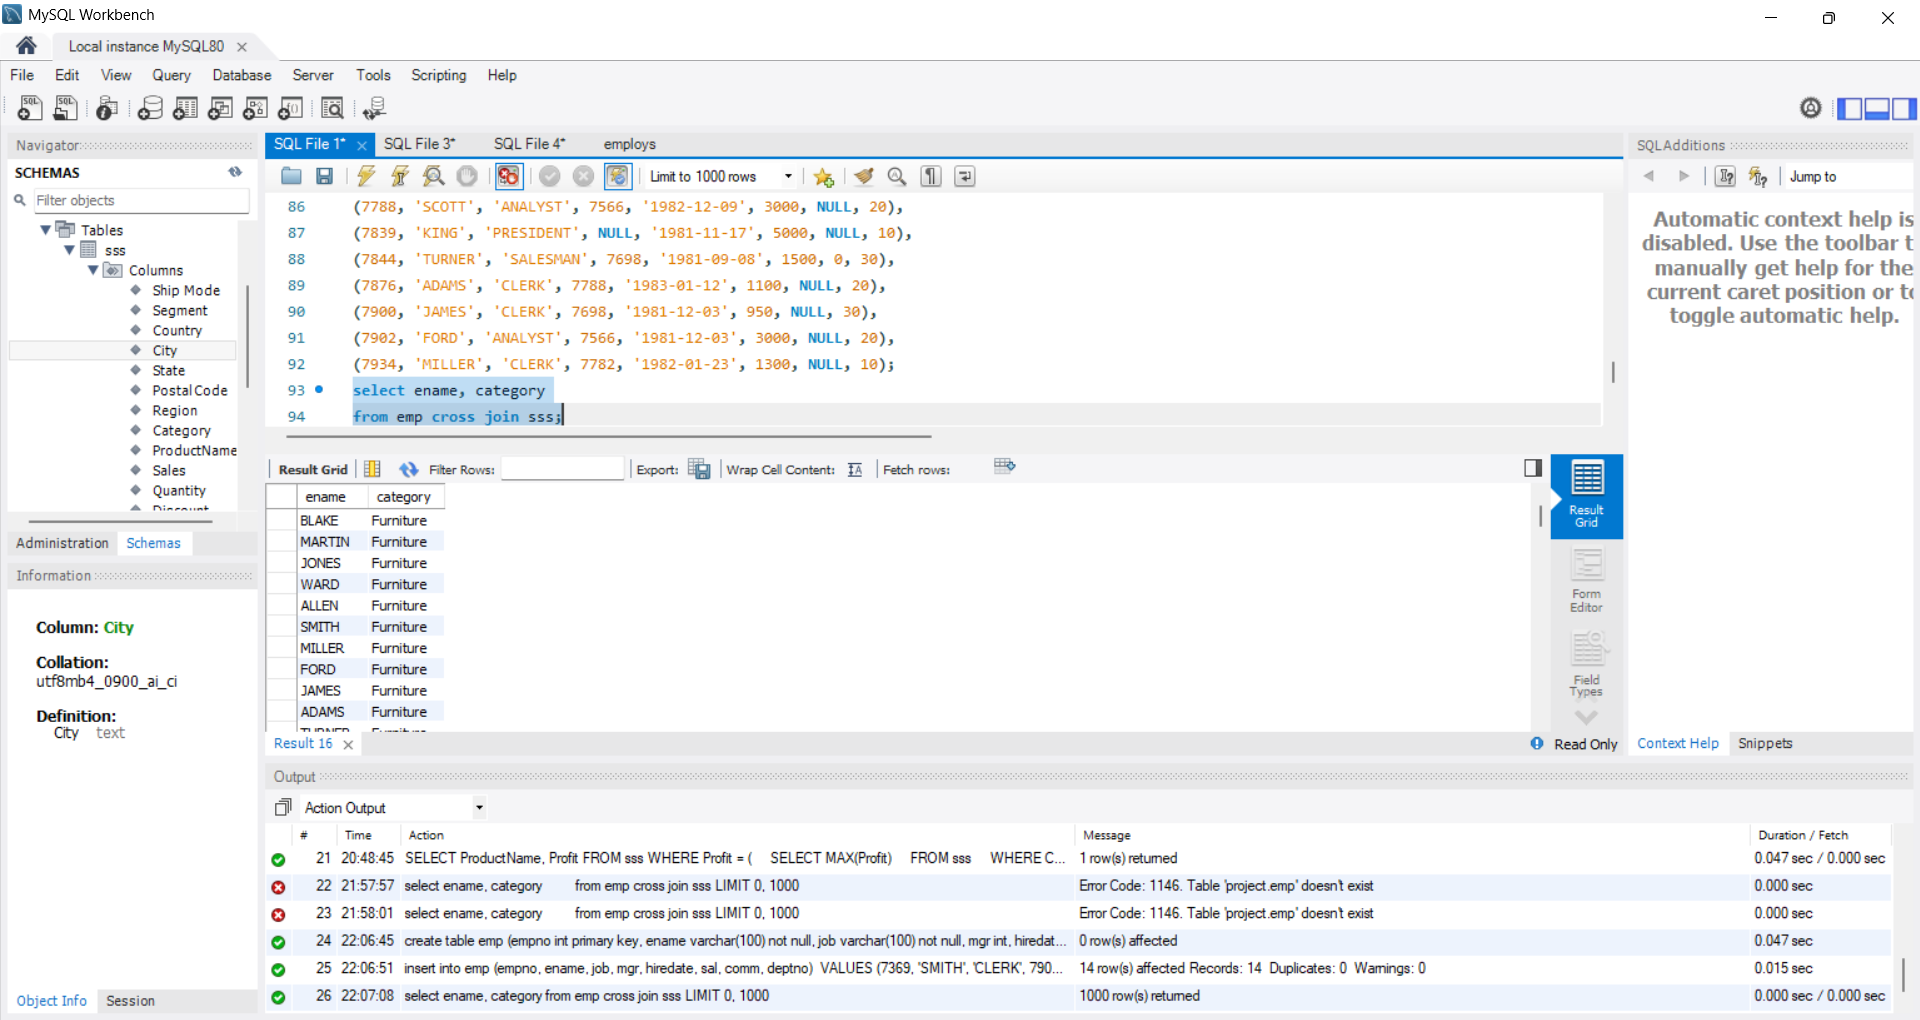 MySQL Workbench
Local instance MySQL80
File Edit View Query Database Server Tools Scripting Help
Navigator
SCHEMAS
Filter objects
Tables
sss
Columns
Ship Mode
Segment
Country
City
State
PostalCode
Region
Category
ProductName
Sales
Quantity
Discount
Administration Schemas
Information
Column: City
Collation:
utf8mb4_0900_ai_ci
Definition:
City text
Object Info Session
SQL File 1* SQL File 3* SQL File 4* employs
Limit to 1000 rows
86 (7788, 'SCOTT', 'ANALYST', 7566, '1982-12-09', 3000, NULL, 20),
87 (7839, 'KING', 'PRESIDENT', NULL, '1981-11-17', 5000, NULL, 10),
88 (7844, 'TURNER', 'SALESMAN', 7698, '1981-09-08', 1500, 0, 30),
89 (7876, 'ADAMS', 'CLERK', 7788, '1983-01-12', 1100, NULL, 20),
90 (7900, 'JAMES', 'CLERK', 7698, '1981-12-03', 950, NULL, 30),
91 (7902, 'FORD', 'ANALYST', 7566, '1981-12-03', 3000, NULL, 20),
92 (7934, 'MILLER', 'CLERK', 7782, '1982-01-23', 1300, NULL, 10);
93 select ename, category
94 from emp cross join sss;
Result Grid Filter Rows: Export: Wrap Cell Content: Fetch rows:
ename category
BLAKE Furniture
MARTIN Furniture
JONES Furniture
WARD Furniture
ALLEN Furniture
SMITH Furniture
MILLER Furniture
FORD Furniture
JAMES Furniture
ADAMS Furniture
TURNER Furniture
Result 16
Read Only
Result
Grid
Form
Editor
Field
Types
SQLAdditions
Jump to
Automatic context help is
disabled. Use the toolbar t
manually get help for the
current caret position or to
toggle automatic help.
Context Help Snippets
Output
Action Output
# Time Action Message Duration / Fetch
21 20:48:45 SELECT ProductName, Profit FROM sss WHERE Profit = ( SELECT MAX(Profit) FROM sss WHERE C... 1 row(s) returned 0.047 sec / 0.000 sec
22 21:57:57 select ename, category from emp cross join sss LIMIT 0, 1000 Error Code: 1146. Table 'project.emp' doesn't exist 0.000 sec
23 21:58:01 select ename, category from emp cross join sss LIMIT 0, 1000 Error Code: 1146. Table 'project.emp' doesn't exist 0.000 sec
24 22:06:45 create table emp (empno int primary key, ename varchar(100) not null, job varchar(100) not null, mgr int, hiredat... 0 row(s) affected 0.047 sec
25 22:06:51 insert into emp (empno, ename, job, mgr, hiredate, sal, comm, deptno) VALUES (7369, 'SMITH', 'CLERK', 790... 14 row(s) affected Records: 14 Duplicates: 0 Warnings: 0 0.015 sec
26 22:07:08 select ename, category from emp cross join sss LIMIT 0, 1000 1000 row(s) returned 0.000 sec / 0.000 sec